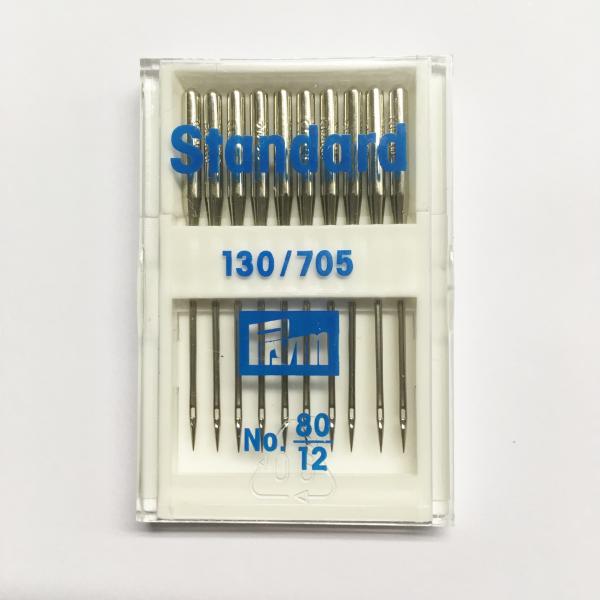 Standard
130/705
Prym
No. 80/12